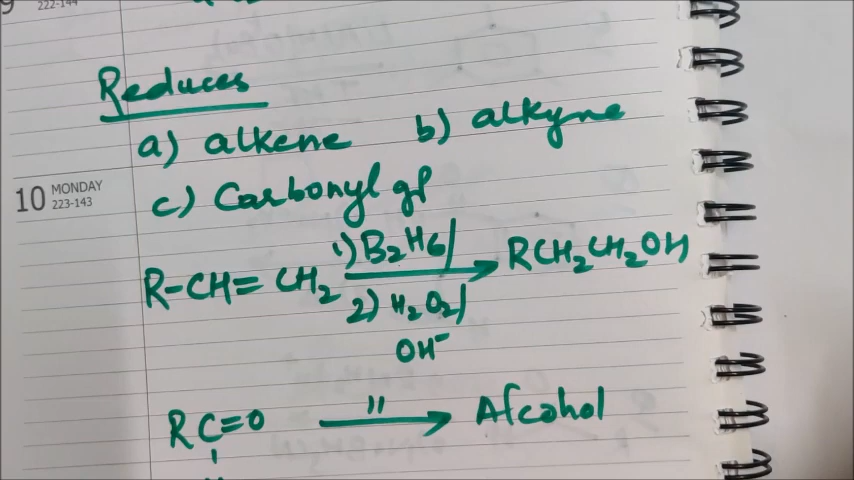 222-144
Reduces
a) alkene b) alkyne
10 MONDAY
223-143
c) Carbonyl gp
R-CH=CH₂ 1) B₂H₆/ → RCH₂CH₂OH
2) H₂O₂/
OH⁻
RC=O " → Alcohol